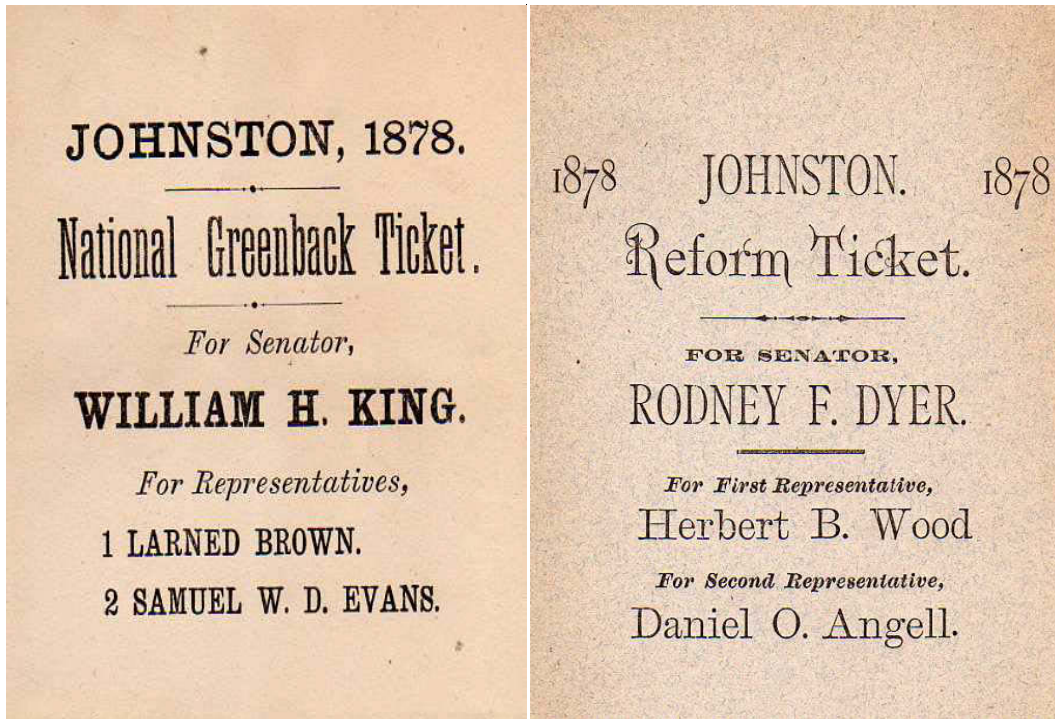 JOHNSTON, 1878.
National Greenback Ticket.
For Senator,
WILLIAM H. KING.
For Representatives,
1 LARNED BROWN.
2 SAMUEL W. D. EVANS.
1878 JOHNSTON. 1878
Reform Ticket.
FOR SENATOR,
RODNEY F. DYER.
For First Representative,
Herbert B. Wood
For Second Representative,
Daniel O. Angell.